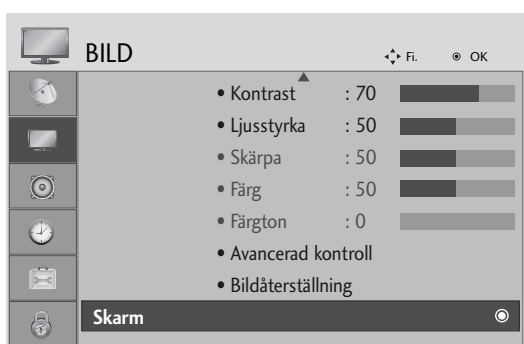 BILD Fi. OK
• Kontrast : 70
• Ljusstyrka : 50
• Skärpa : 50
• Färg : 50
• Färgton : 0
• Avancerad kontroll
• Bildåterställning
Skarm